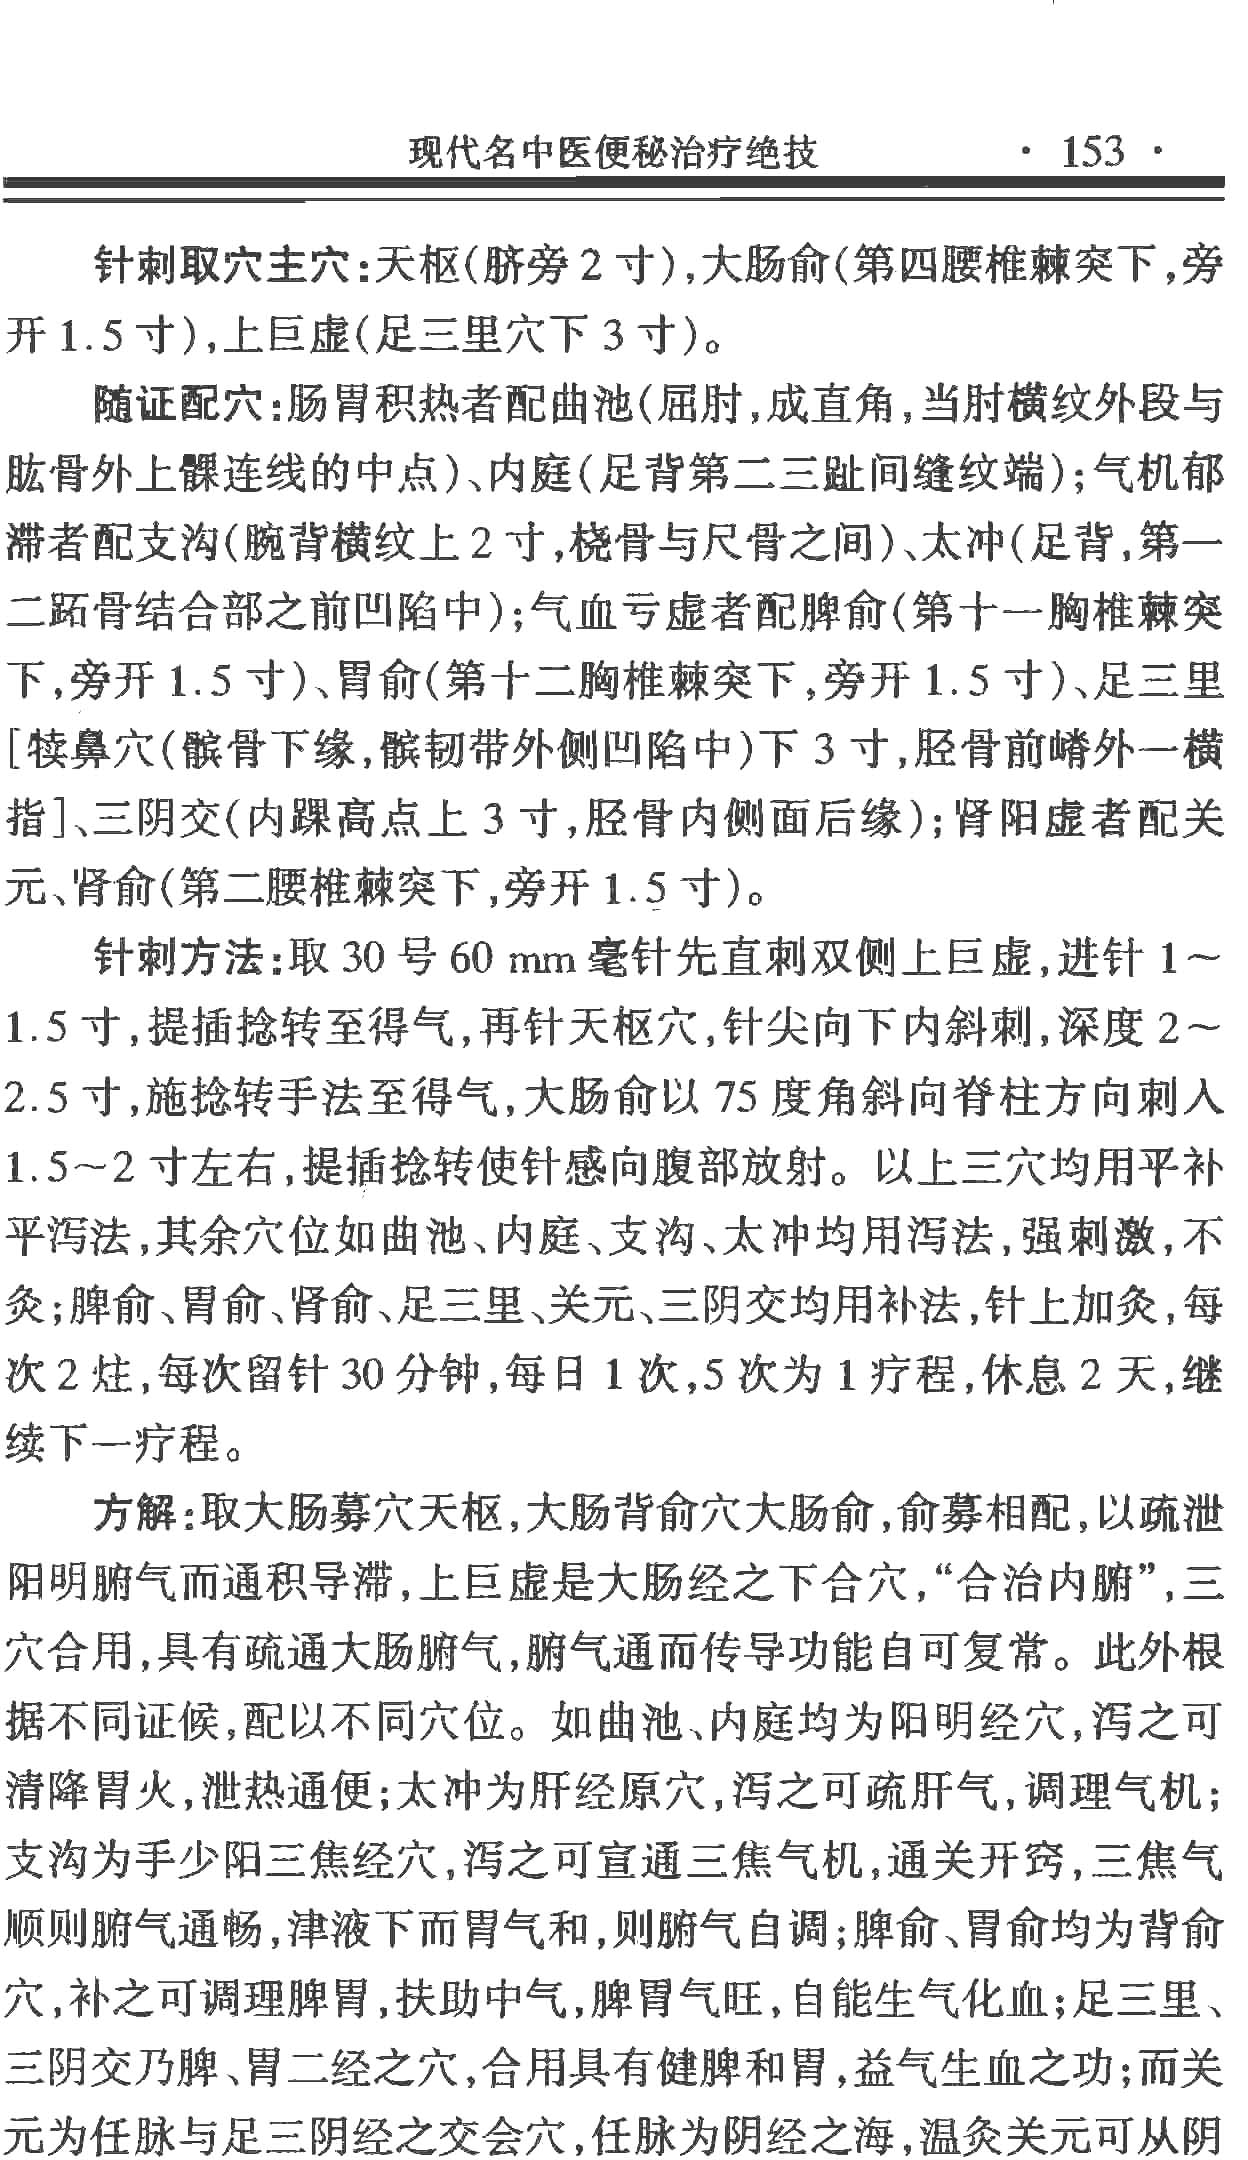 现代名中医便秘治疗绝技 · 153 ·
针刺取穴主穴:天枢(脐旁2寸),大肠俞(第四腰椎棘突下,旁
开1.5寸),上巨虚(足三里穴下3寸)。
随证配穴:肠胃积热者配曲池(屈肘,成直角,当肘横纹外段与
肱骨外上髁连线的中点)、内庭(足背第二三趾间缝纹端);气机郁
滞者配支沟(腕背横纹上2寸,桡骨与尺骨之间)、太冲(足背,第一
二跖骨结合部之前凹陷中);气血亏虚者配脾俞(第十一胸椎棘突
下,旁开1.5寸)、胃俞(第十二胸椎棘突下,旁开1.5寸)、足三里
[犊鼻穴(髌骨下缘,髌韧带外侧凹陷中)下3寸,胫骨前嵴外一横
指]、三阴交(内踝高点上3寸,胫骨内侧面后缘);肾阳虚者配关
元、肾俞(第二腰椎棘突下,旁开1.5寸)。
针刺方法:取30号60 mm毫针先直刺双侧上巨虚,进针1~
1.5寸,提插捻转至得气,再针天枢穴,针尖向下内斜刺,深度2~
2.5寸,施捻转手法至得气,大肠俞以75度角斜向脊柱方向刺入
1.5~2寸左右,提插捻转使针感向腹部放射。以上三穴均用平补
平泻法,其余穴位如曲池、内庭、支沟、太冲均用泻法,强刺激,不
灸;脾俞、胃俞、肾俞、足三里、关元、三阴交均用补法,针上加灸,每
次2炷,每次留针30分钟,每日1次,5次为1疗程,休息2天,继
续下一疗程。
方解:取大肠募穴天枢,大肠背俞穴大肠俞,俞募相配,以疏泄
阳明腑气而通积导滞,上巨虚是大肠经之下合穴,“合治内腑”,三
穴合用,具有疏通大肠腑气,腑气通而传导功能自可复常。此外根
据不同证候,配以不同穴位。如曲池、内庭均为阳明经穴,泻之可
清降胃火,泄热通便;太冲为肝经原穴,泻之可疏肝气,调理气机;
支沟为手少阳三焦经穴,泻之可宣通三焦气机,通关开窍,三焦气
顺则腑气通畅,津液下而胃气和,则腑气自调;脾俞、胃俞均为背俞
穴,补之可调理脾胃,扶助中气,脾胃气旺,自能生气化血;足三里、
三阴交乃脾、胃二经之穴,合用具有健脾和胃,益气生血之功;而关
元为任脉与足三阴经之交会穴,任脉为阴经之海,温灸关元可从阴